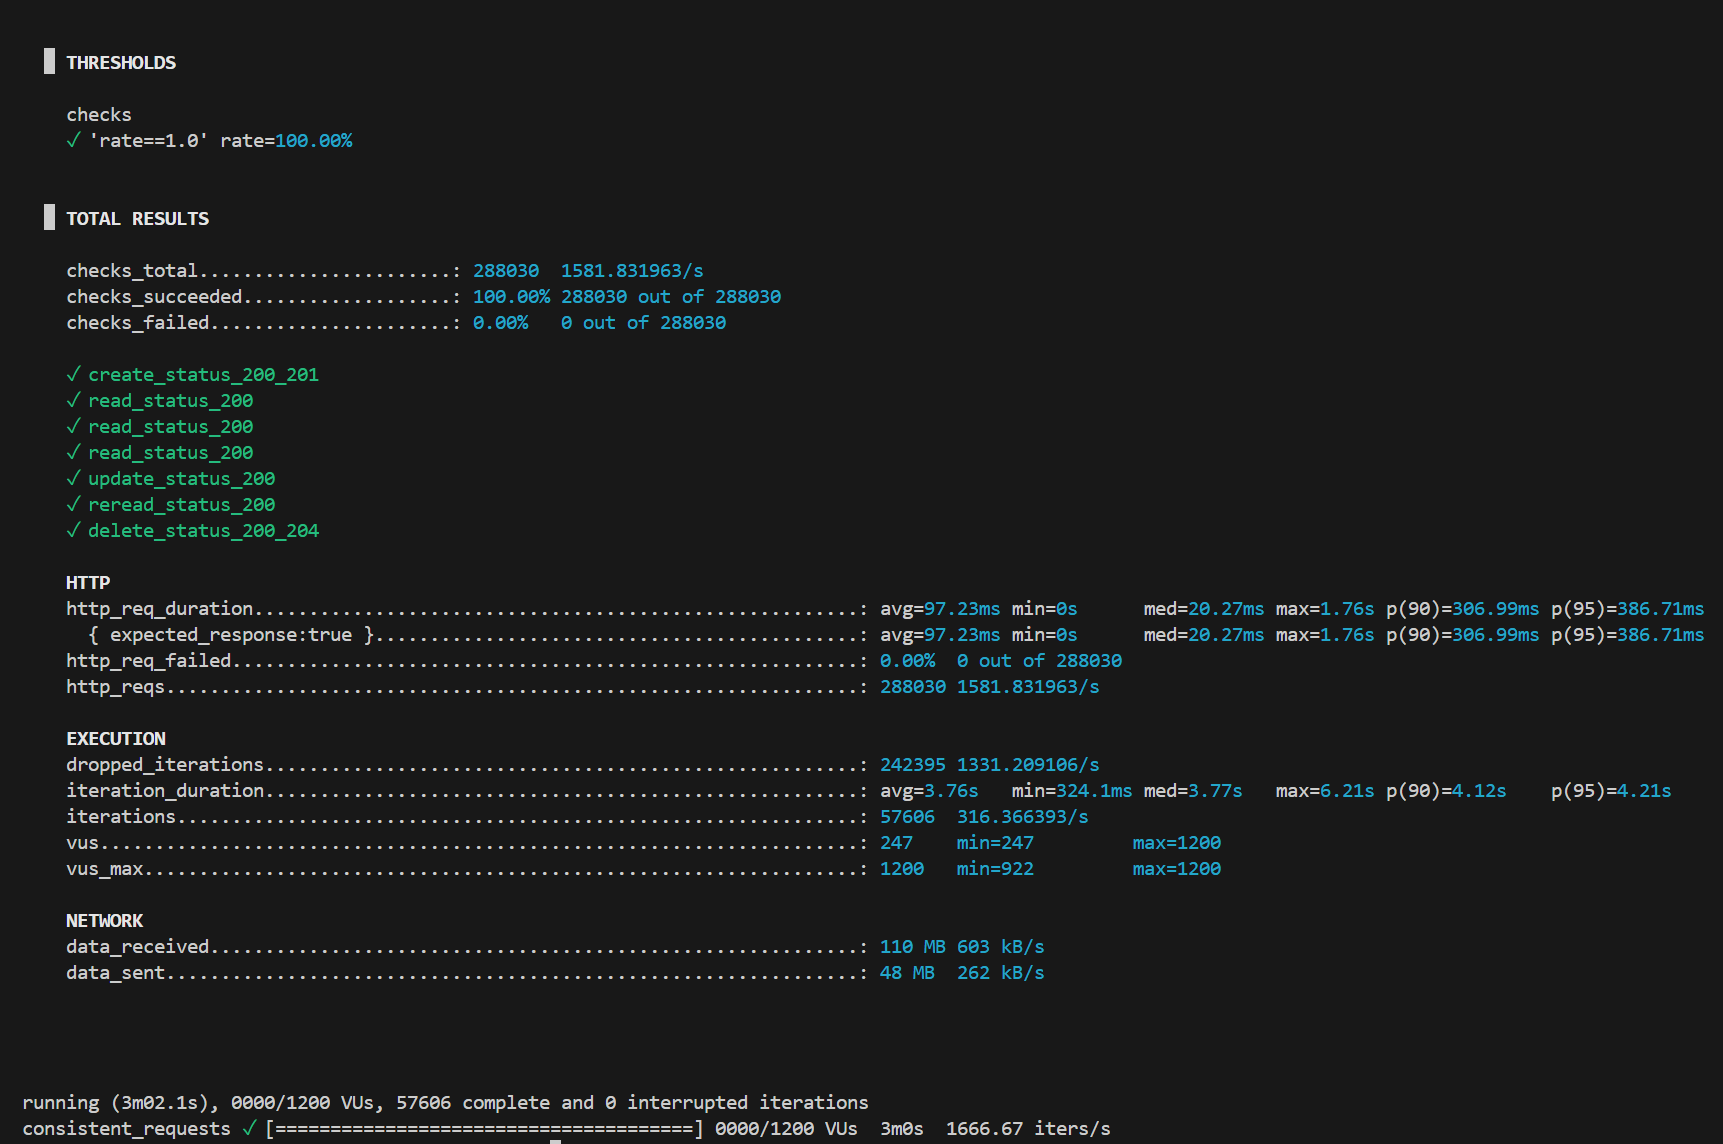 THRESHOLDS
checks
✓ 'rate==1.0' rate=100.00%
TOTAL RESULTS
checks_total.......................: 288030 1581.831963/s
checks_succeeded...................: 100.00% 288030 out of 288030
checks_failed......................: 0.00% 0 out of 288030
✓ create_status_200_201
✓ read_status_200
✓ read_status_200
✓ read_status_200
✓ update_status_200
✓ reread_status_200
✓ delete_status_200_204
HTTP
http_req_duration.......................................................: avg=97.23ms min=0s med=20.27ms max=1.76s p(90)=306.99ms p(95)=386.71ms
{ expected_response:true }............................................: avg=97.23ms min=0s med=20.27ms max=1.76s p(90)=306.99ms p(95)=386.71ms
http_req_failed.........................................................: 0.00% 0 out of 288030
http_reqs...............................................................: 288030 1581.831963/s
EXECUTION
dropped_iterations......................................................: 242395 1331.209106/s
iteration_duration......................................................: avg=3.76s min=324.1ms med=3.77s max=6.21s p(90)=4.12s p(95)=4.21s
iterations..............................................................: 57606 316.366393/s
vus.....................................................................: 247 min=247 max=1200
vus_max.................................................................: 1200 min=922 max=1200
NETWORK
data_received...........................................................: 110 MB 603 kB/s
data_sent...............................................................: 48 MB 262 kB/s
running (3m02.1s), 0000/1200 VUs, 57606 complete and 0 interrupted iterations
consistent_requests ✓ [======================================] 0000/1200 VUs 3m0s 1666.67 iters/s